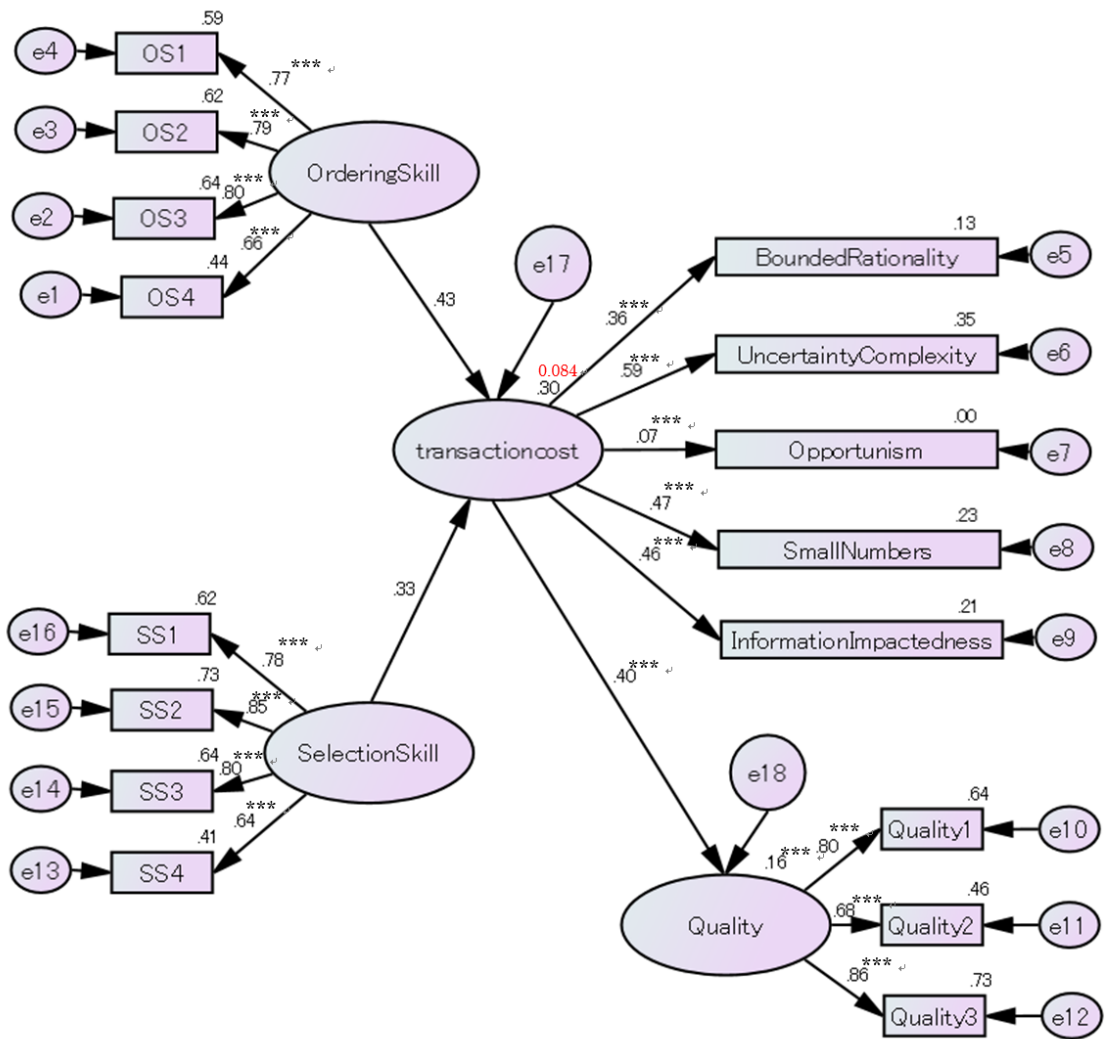 .59
e4
OS1
.77*** ↵
.62
e3
OS2
.79*** ↵
OrderingSkill
.64
e2
OS3
.80*** ↵
.44
e1
OS4
.66*** ↵
.43
e17
.13
BoundedRationality
e5
.36*** ↵
.35
UncertaintyComplexity
e6
.59*** ↵
0.084↵
.30
transactioncost
.00
Opportunism
e7
.07*** ↵
.23
SmallNumbers
e8
.47*** ↵
.21
InformationImpactedness
e9
.46*** ↵
.33
.40*** ↵
.62
e16
SS1
.78*** ↵
.73
e15
SS2
.85***
SelectionSkill
.64
e14
SS3
.80*** ↵
.41
e13
SS4
.64***
e18
.16*** ↵
Quality
.64
Quality1
e10
.80*** ↵
.46
Quality2
e11
.68***
.73
Quality3
e12
.86*** ↵